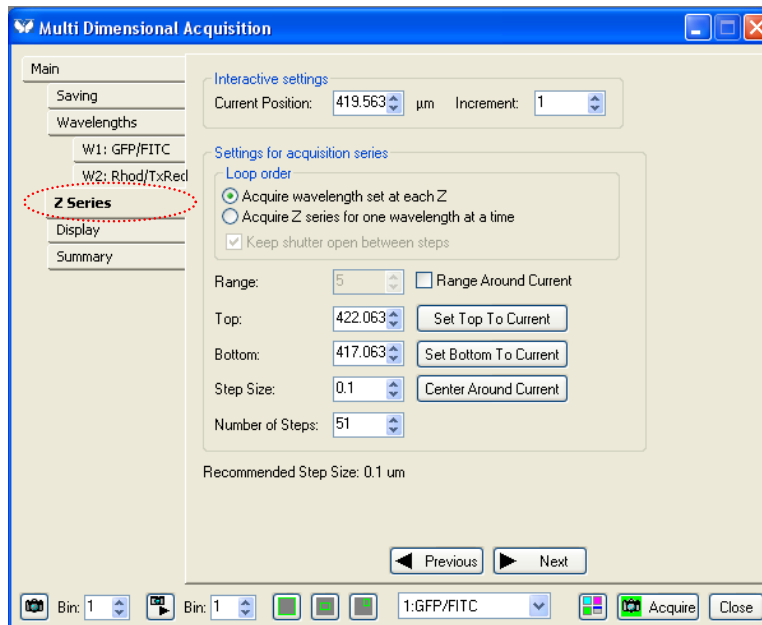 Multi Dimensional Acquisition
Main
Saving
Wavelengths
W1: GFP/FITC
W2: Rhod/TxRed
Z Series
Display
Summary
Interactive settings
Current Position: 419.563 µm Increment: 1
Settings for acquisition series
Loop order
Acquire wavelength set at each Z
Acquire Z series for one wavelength at a time
Keep shutter open between steps
Range: 5 Range Around Current
Top: 422.063 Set Top To Current
Bottom: 417.063 Set Bottom To Current
Step Size: 0.1 Center Around Current
Number of Steps: 51
Recommended Step Size: 0.1 um
Previous Next
Bin: 1 Bin: 1 1:GFP/FITC Acquire Close